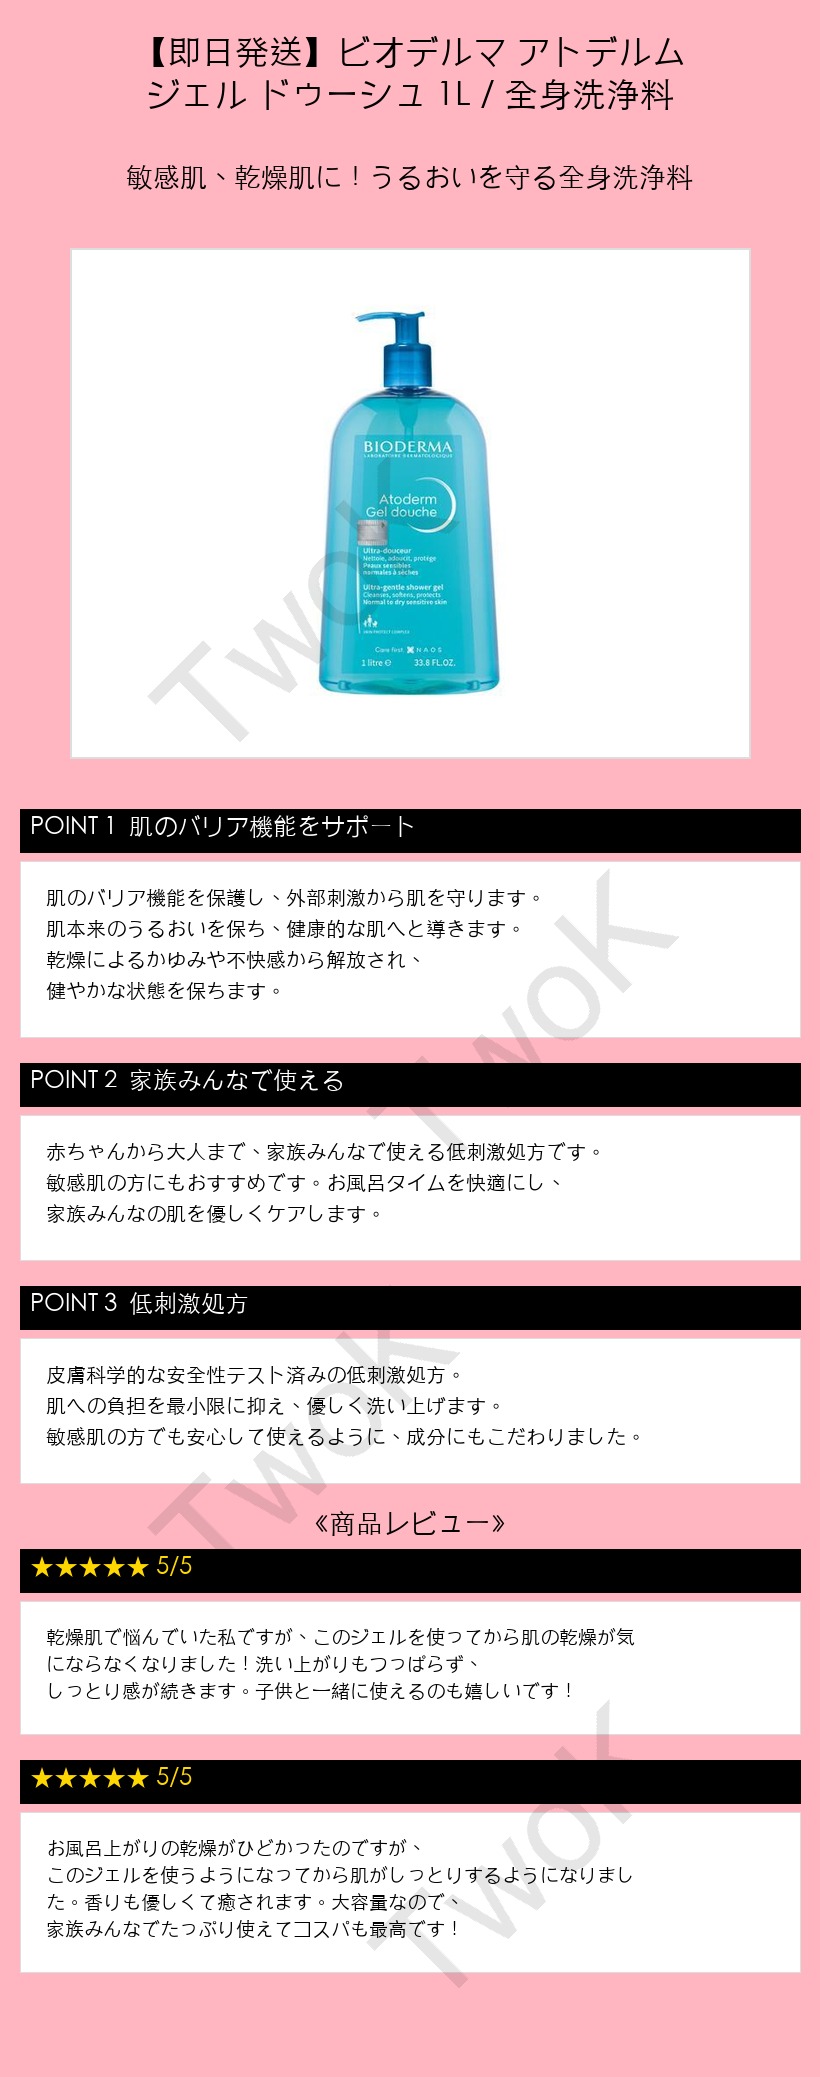 【即日発送】ビオデルマ アトデルム
ジェル ドゥーシュ 1L / 全身洗浄料
敏感肌、乾燥肌に！うるおいを守る全身洗浄料
BIODERMA
LABORATOIRE DERMATOLOGIQUE
Atoderm
Gel douche
Ultra-douceur
Nettoie, adoucit, protège
Peaux sensibles
normales à sèches
Ultra-gentle shower gel
Cleanses, softens, protects
Normal to dry sensitive skin
SKIN PROTECT COMPLEX
Care first. NAOS
1 litre e 33.8 FL.OZ.
TwoK
POINT 1 肌のバリア機能をサポート
肌のバリア機能を保護し、外部刺激から肌を守ります。
肌本来のうるおいを保ち、健康的な肌へと導きます。
乾燥によるかゆみや不快感から解放され、
健やかな状態を保ちます。
TwoK
POINT 2 家族みんなで使える
赤ちゃんから大人まで、家族みんなで使える低刺激処方です。
敏感肌の方にもおすすめです。お風呂タイムを快適にし、
家族みんなの肌を優しくケアします。
POINT 3 低刺激処方
皮膚科学的な安全性テスト済みの低刺激処方。
肌への負担を最小限に抑え、優しく洗い上げます。
敏感肌の方でも安心して使えるように、成分にもこだわりました。
TwoK
《商品レビュー》
★★★★★ 5/5
乾燥肌で悩んでいた私ですが、このジェルを使ってから肌の乾燥が気
にならなくなりました！洗い上がりもつっぱらず、
しっとり感が続きます。子供と一緒に使えるのも嬉しいです！
★★★★★ 5/5
お風呂上がりの乾燥がひどかったのですが、
このジェルを使うようになってから肌がしっとりするようになりまし
た。香りも優しくて癒されます。大容量なので、
家族みんなでたっぷり使えてコスパも最高です！
TwoK